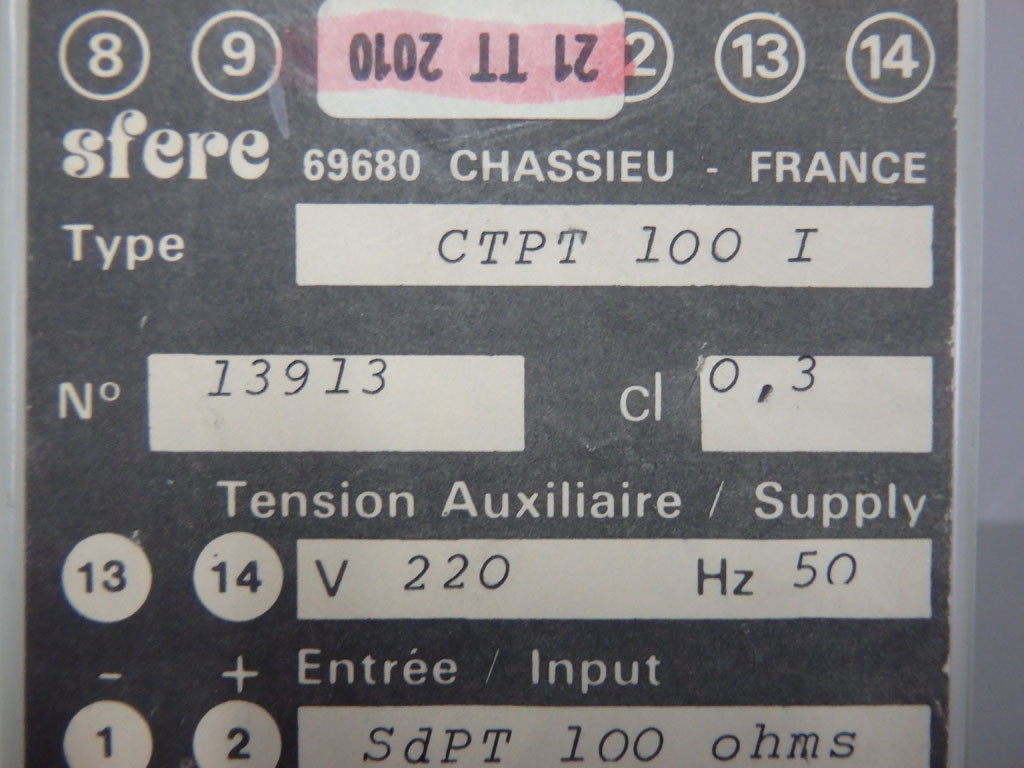 8 9 21 TT 2010 2 13 14
sfere 69680 CHASSIEU - FRANCE
Type CTPT 100 I
Nº 13913 cl 0,3
Tension Auxiliaire / Supply
13 14 V 220 Hz 50
- + Entrée / Input
1 2 SdPT 100 ohms